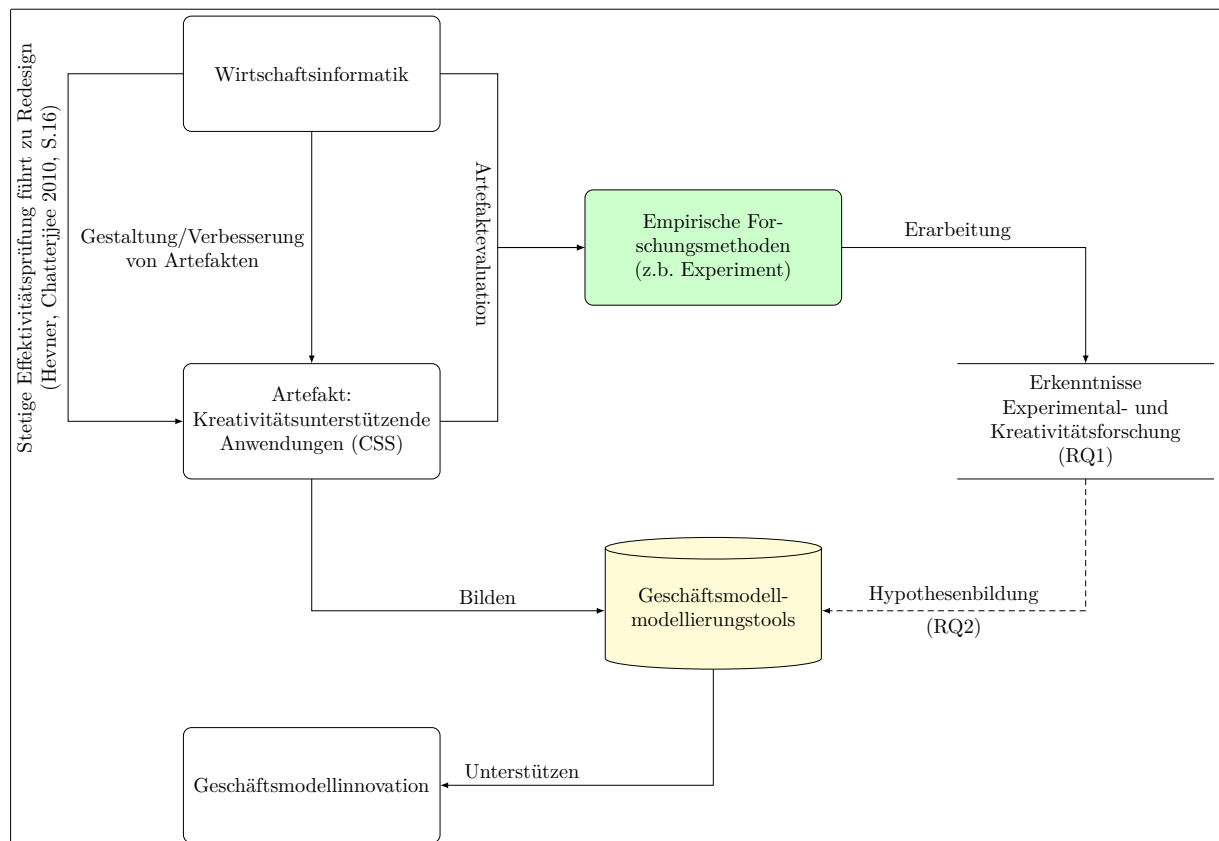 Stetige Effektivitätsprüfung führt zu Redesign
(Hevner, Chatterjjee 2010, S.16)
Wirtschaftsinformatik
Gestaltung/Verbesserung
von Artefakten
Artefaktevaluation
Empirische For-
schungsmethoden
(z.b. Experiment)
Erarbeitung
Artefakt:
Kreativitätsunterstützende
Anwendungen (CSS)
Erkenntnisse
Experimental- und
Kreativitätsforschung
(RQ1)
Bilden
Geschäftsmodell-
modellierungstools
Hypothesenbildung
(RQ2)
Geschäftsmodellinnovation
Unterstützen